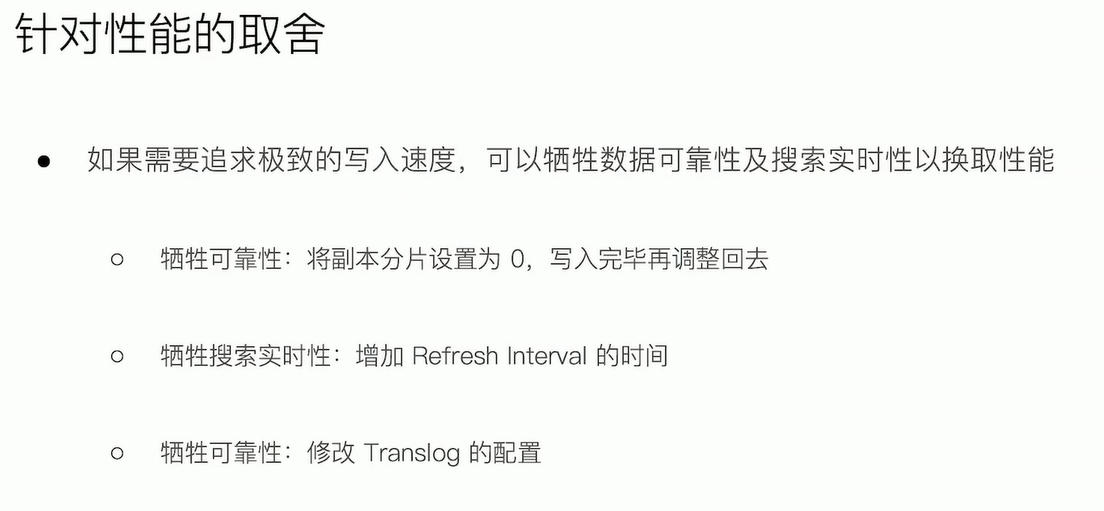 针对性能的取舍
● 如果需要追求极致的写入速度，可以牺牲数据可靠性及搜索实时性以换取性能
○ 牺牲可靠性：将副本分片设置为 0，写入完毕再调整回去
○ 牺牲搜索实时性：增加 Refresh Interval 的时间
○ 牺牲可靠性：修改 Translog 的配置